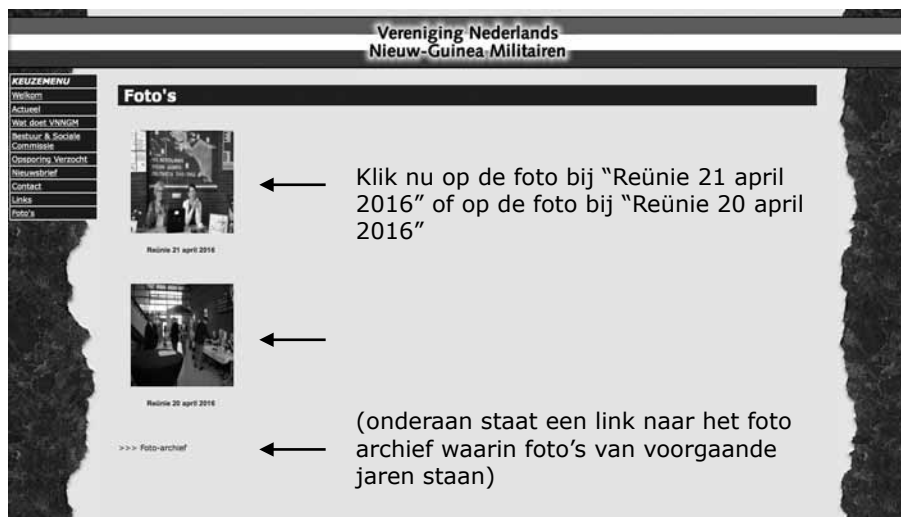 Vereniging Nederlands
Nieuw-Guinea Militairen
KEUZEMENU
Welkom
Actueel
Wat doet VNNGM
Bestuur & Sociale
Commissie
Opsporing Verzocht
Nieuwsbrief
Contact
Links
Foto's
Foto's
Klik nu op de foto bij “Reünie 21 april
2016” of op de foto bij “Reünie 20 april
2016”
Reünie 21 april 2016
Reünie 20 april 2016
(onderaan staat een link naar het foto
archief waarin foto’s van voorgaande
jaren staan)
>>> Foto-archief